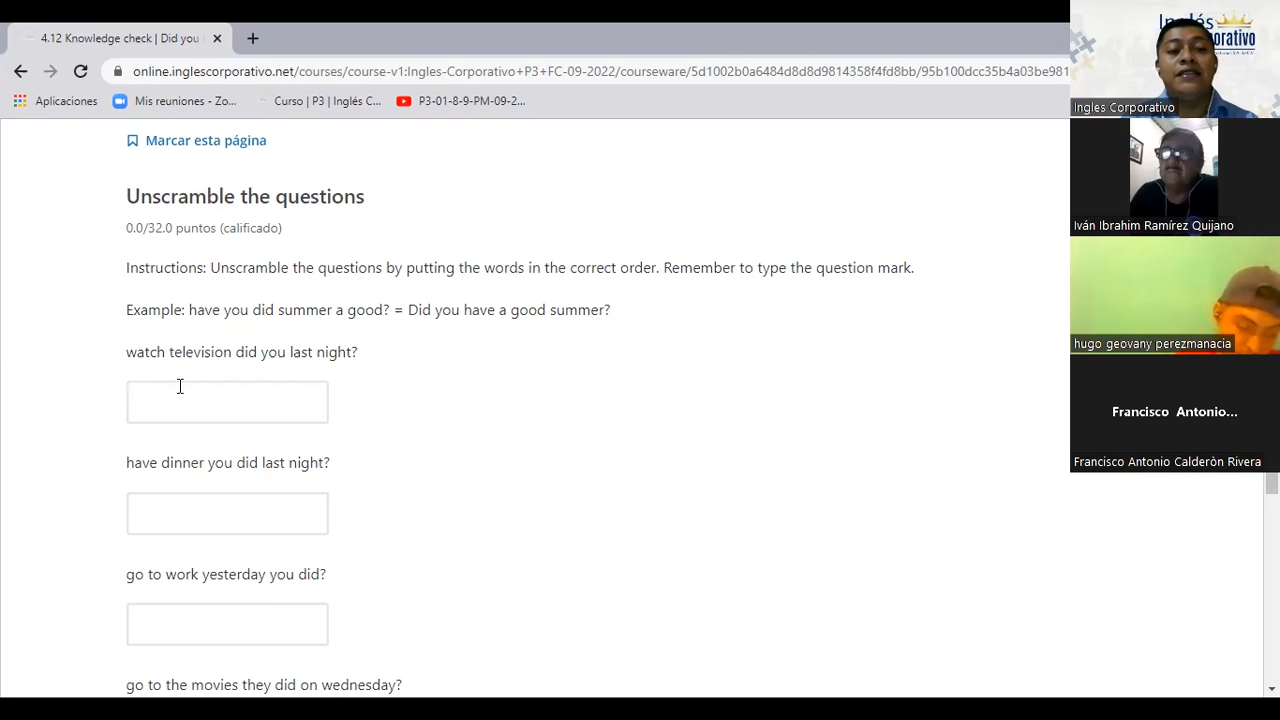 4.12 Knowledge check | Did you
online.inglescorporativo.net/courses/course-v1:Ingles-Corporativo+P3+FC-09-2022/courseware/5d1002b0a6484d8d8d9814358f4fd8bb/95b100dcc35b4a03be981
Aplicaciones
Mis reuniones - Zo...
Curso | P3 | Inglés C...
P3-01-8-9-PM-09-2...
Marcar esta página
Unscramble the questions
0.0/32.0 puntos (calificado)
Instructions: Unscramble the questions by putting the words in the correct order. Remember to type the question mark.
Example: have you did summer a good? = Did you have a good summer?
watch television did you last night?
have dinner you did last night?
go to work yesterday you did?
go to the movies they did on wednesday?
Ingles Corporativo
Iván Ibrahim Ramírez Quijano
hugo geovany perezmanacia
Francisco Antonio...
Francisco Antonio Calderòn Rivera